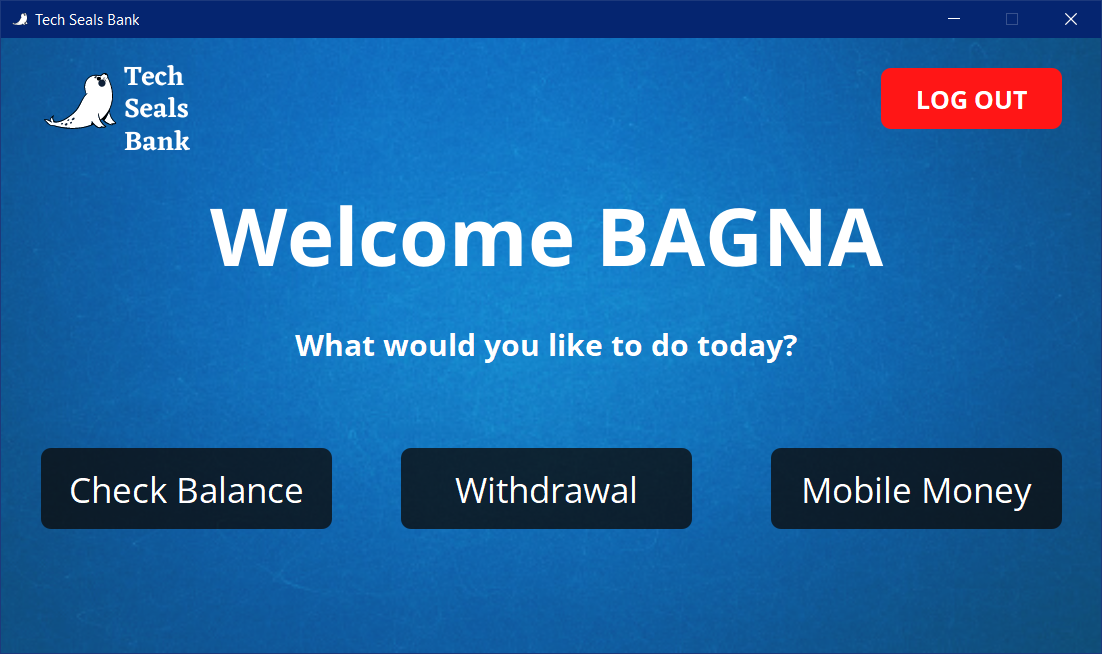 Tech Seals Bank
Tech
Seals
Bank
LOG OUT
Welcome BAGNA
What would you like to do today?
Check Balance
Withdrawal
Mobile Money